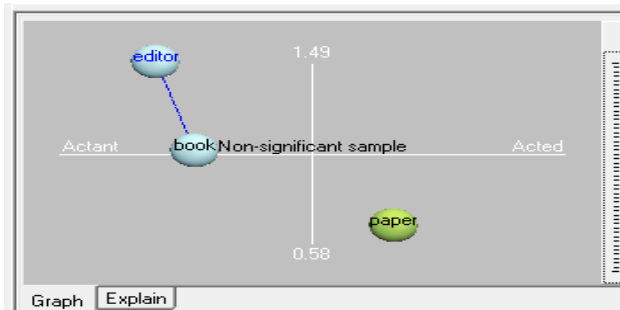 editor
1.49
Actant
book
Non-significant sample
Acted
paper
0.58
Graph
Explain